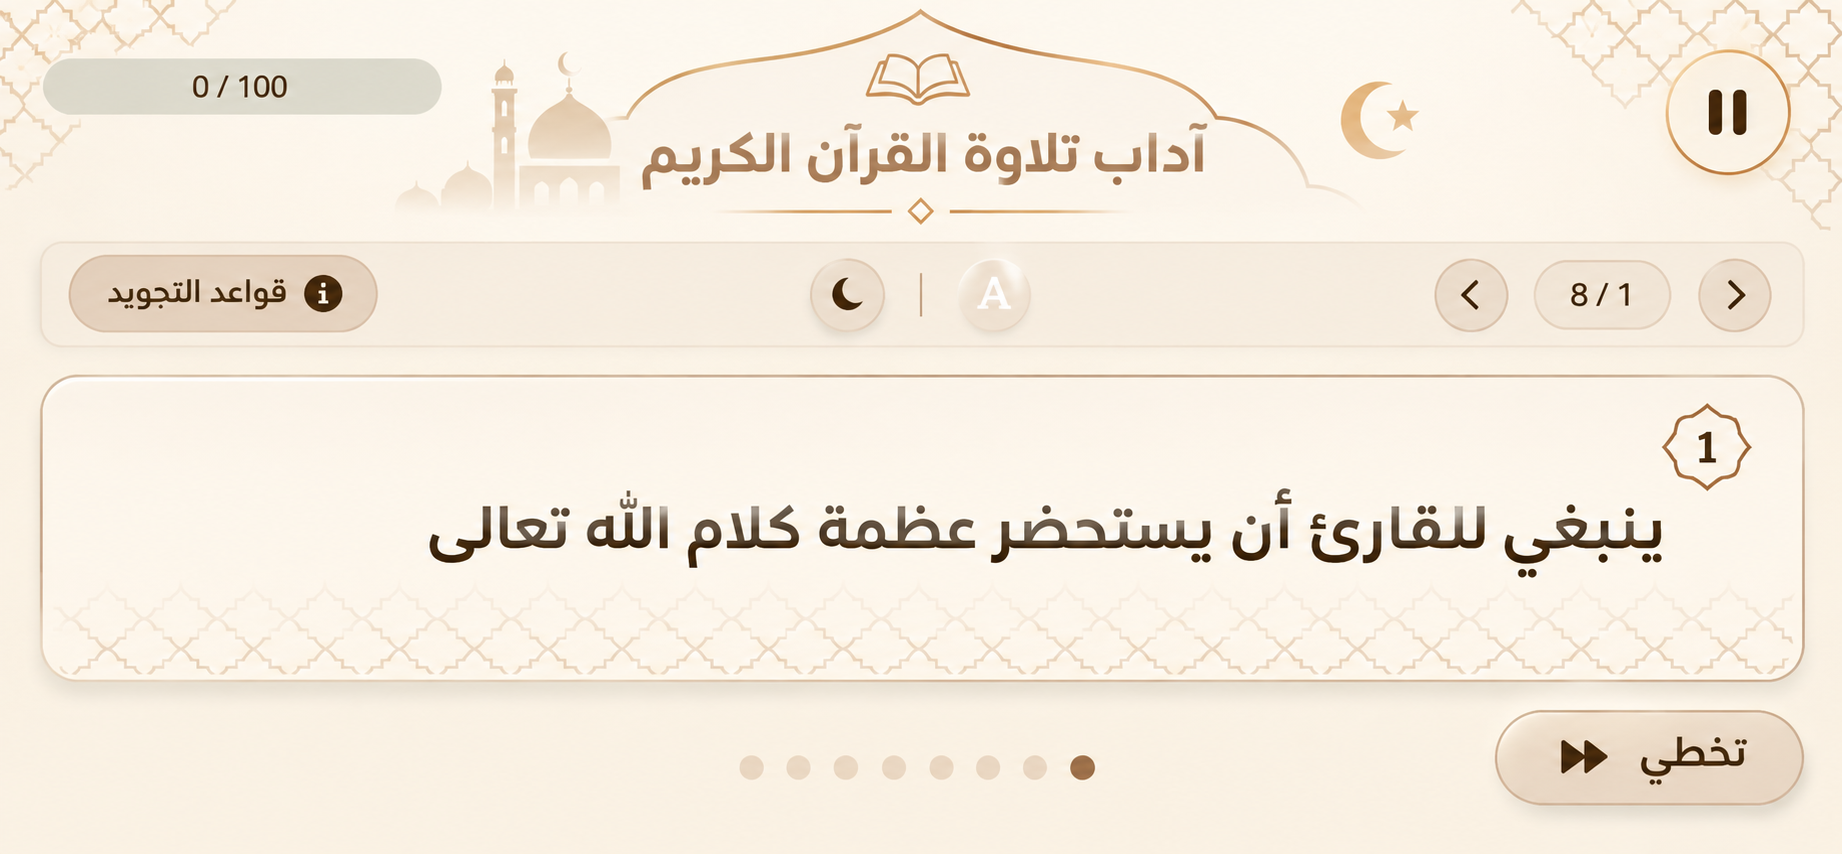 0 / 100
آداب تلاوة القرآن الكريم
8 / 1
A
قواعد التجويد
1
ينبغي للقارئ أن يستحضر عظمة كلام الله تعالى
تخطي